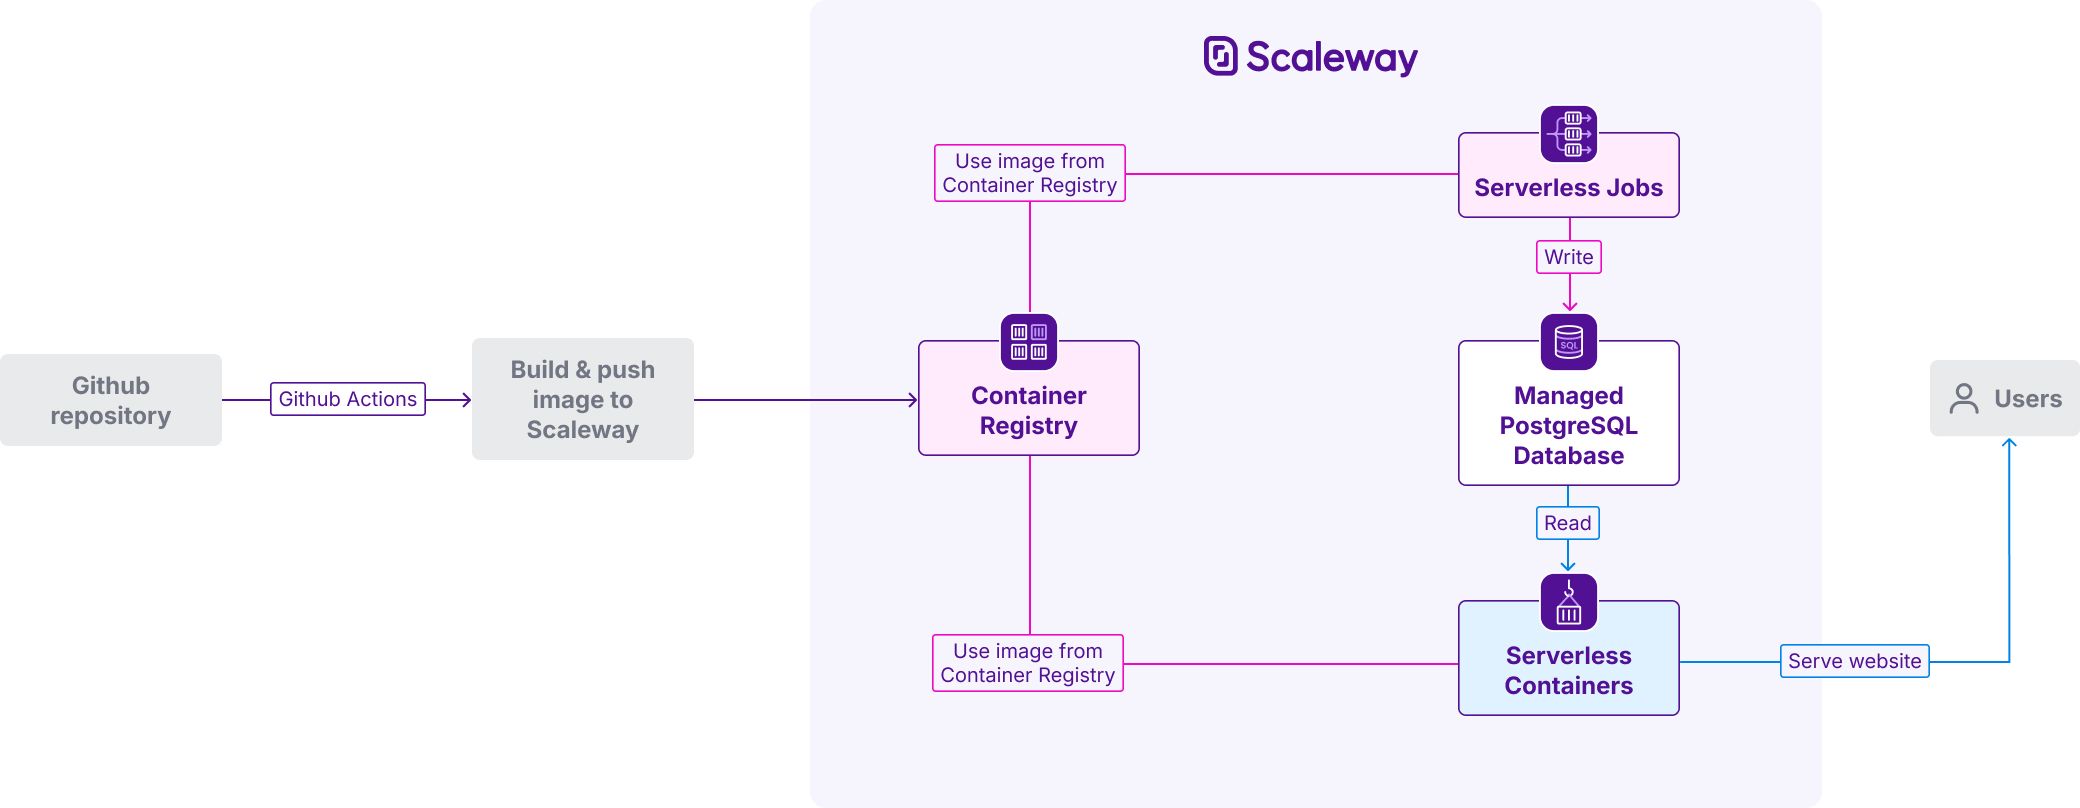 Scaleway
Use image from
Container Registry
Serverless Jobs
Write
Github
repository
Github Actions
Build & push
image to
Scaleway
Container
Registry
SQL
Managed
PostgreSQL
Database
Users
Read
Use image from
Container Registry
Serverless
Containers
Serve website